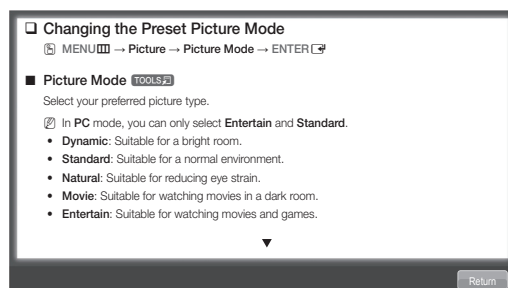 ❑ Changing the Preset Picture Mode
MENU → Picture → Picture Mode → ENTER
■ Picture Mode TOOLS
Select your preferred picture type.
In PC mode, you can only select Entertain and Standard.
• Dynamic: Suitable for a bright room.
• Standard: Suitable for a normal environment.
• Natural: Suitable for reducing eye strain.
• Movie: Suitable for watching movies in a dark room.
• Entertain: Suitable for watching movies and games.
▼
Return